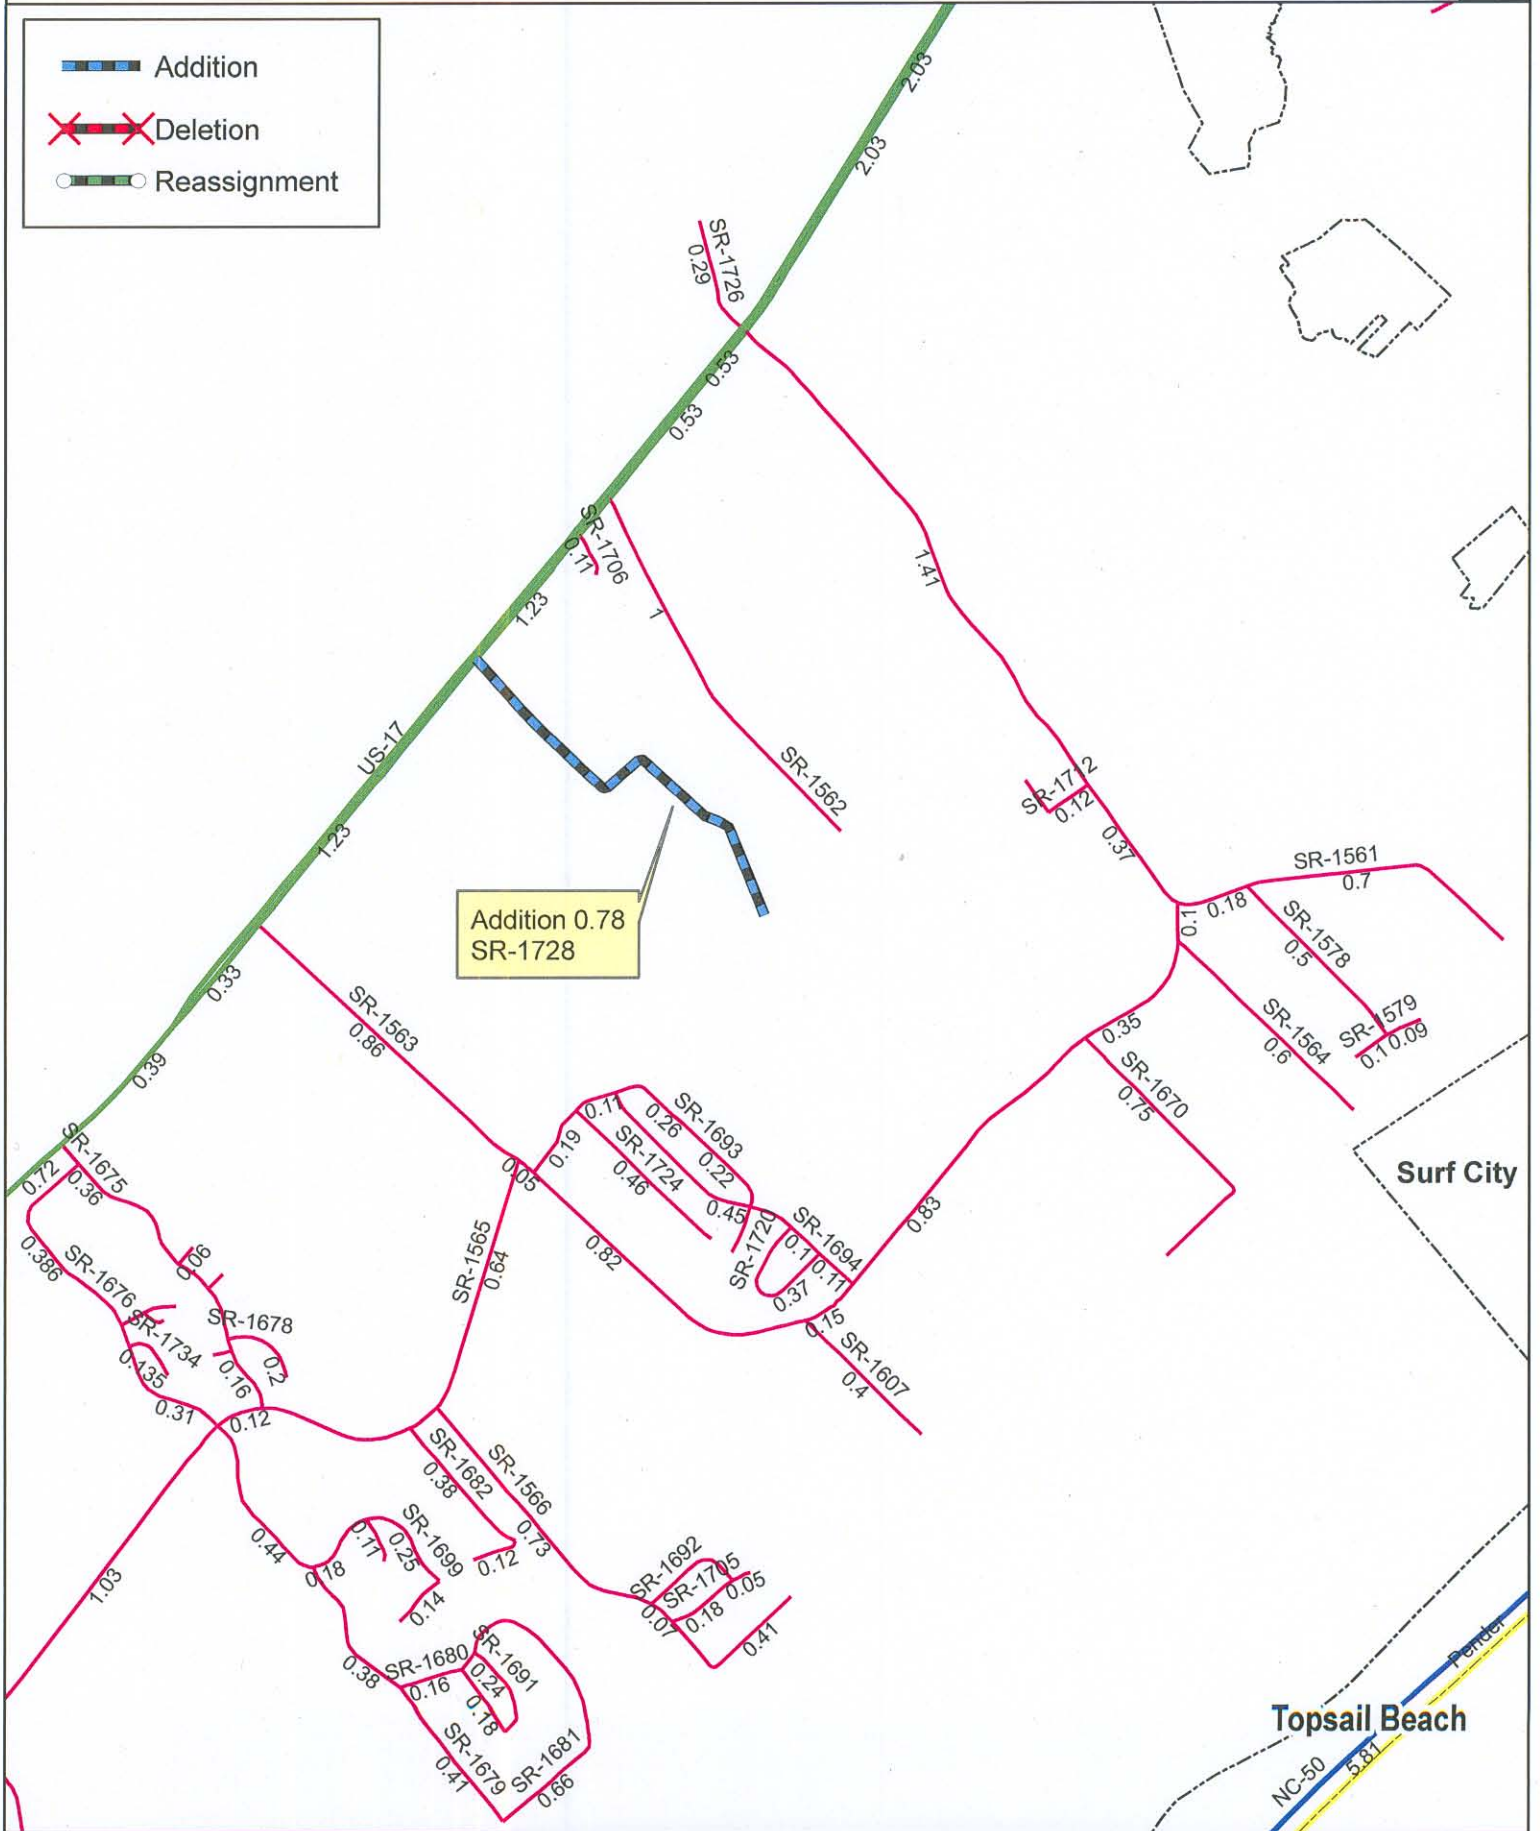 Addition
Deletion
Reassignment
2.03
2.03
SR-1726
0.29
0.53
0.53
SR-1706
0.11
1.23
1
1.41
US-17
SR-1562
SR-1712
0.12
0.37
1.23
SR-1561
0.7
0.18
0.1
SR-1578
0.5
Addition 0.78
SR-1728
0.33
SR-1563
0.86
SR-1579
0.1
0.09
SR-1564
0.6
0.35
0.39
SR-1670
0.75
SR-1693
0.11
0.26
0.22
SR-1724
0.46
0.19
0.05
SR-1675
0.72
0.36
Surf City
0.45
SR-1720
SR-1694
0.1
0.11
0.37
0.83
0.82
SR-1565
0.64
0.06
0.386
SR-1676
SR-1734
0.135
SR-1678
0.2
0.16
0.15
SR-1607
0.4
0.31
0.12
SR-1682
0.38
SR-1566
0.73
0.12
0.44
0.18
0.11
SR-1699
0.25
0.14
1.03
SR-1692
SR-1705
0.05
0.18
0.07
0.41
0.38
SR-1680
0.16
SR-1691
0.24
0.18
SR-1679
0.41
SR-1681
0.66
Pender
Topsail Beach
NC-50
5.81